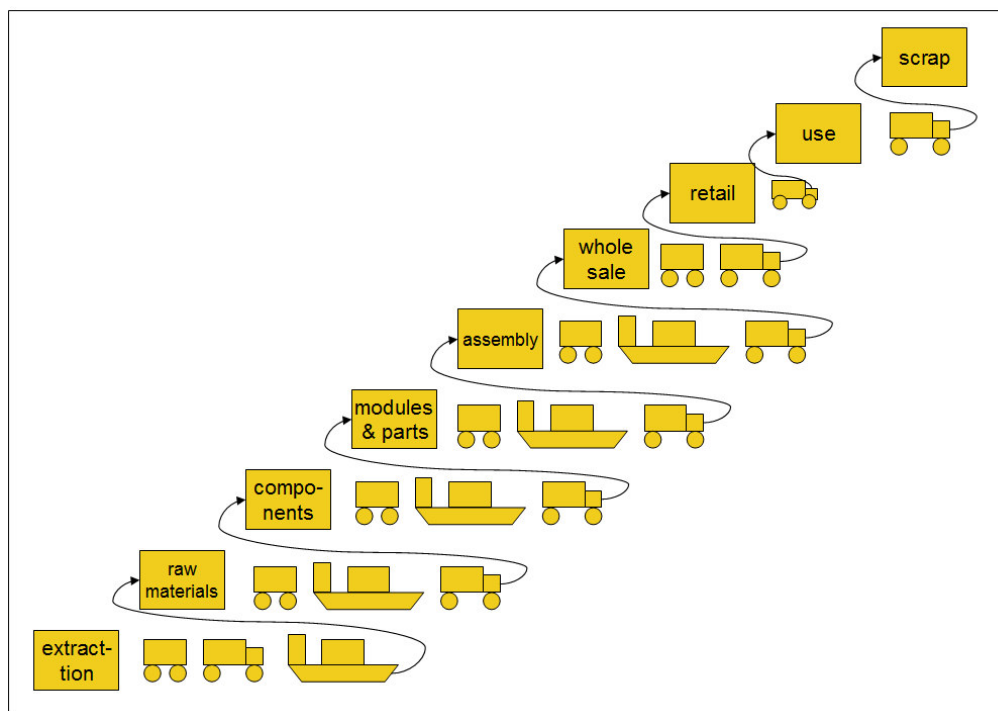 scrap
use
retail
whole
sale
assembly
modules
& parts
compo-
nents
raw
materials
extract-
tion